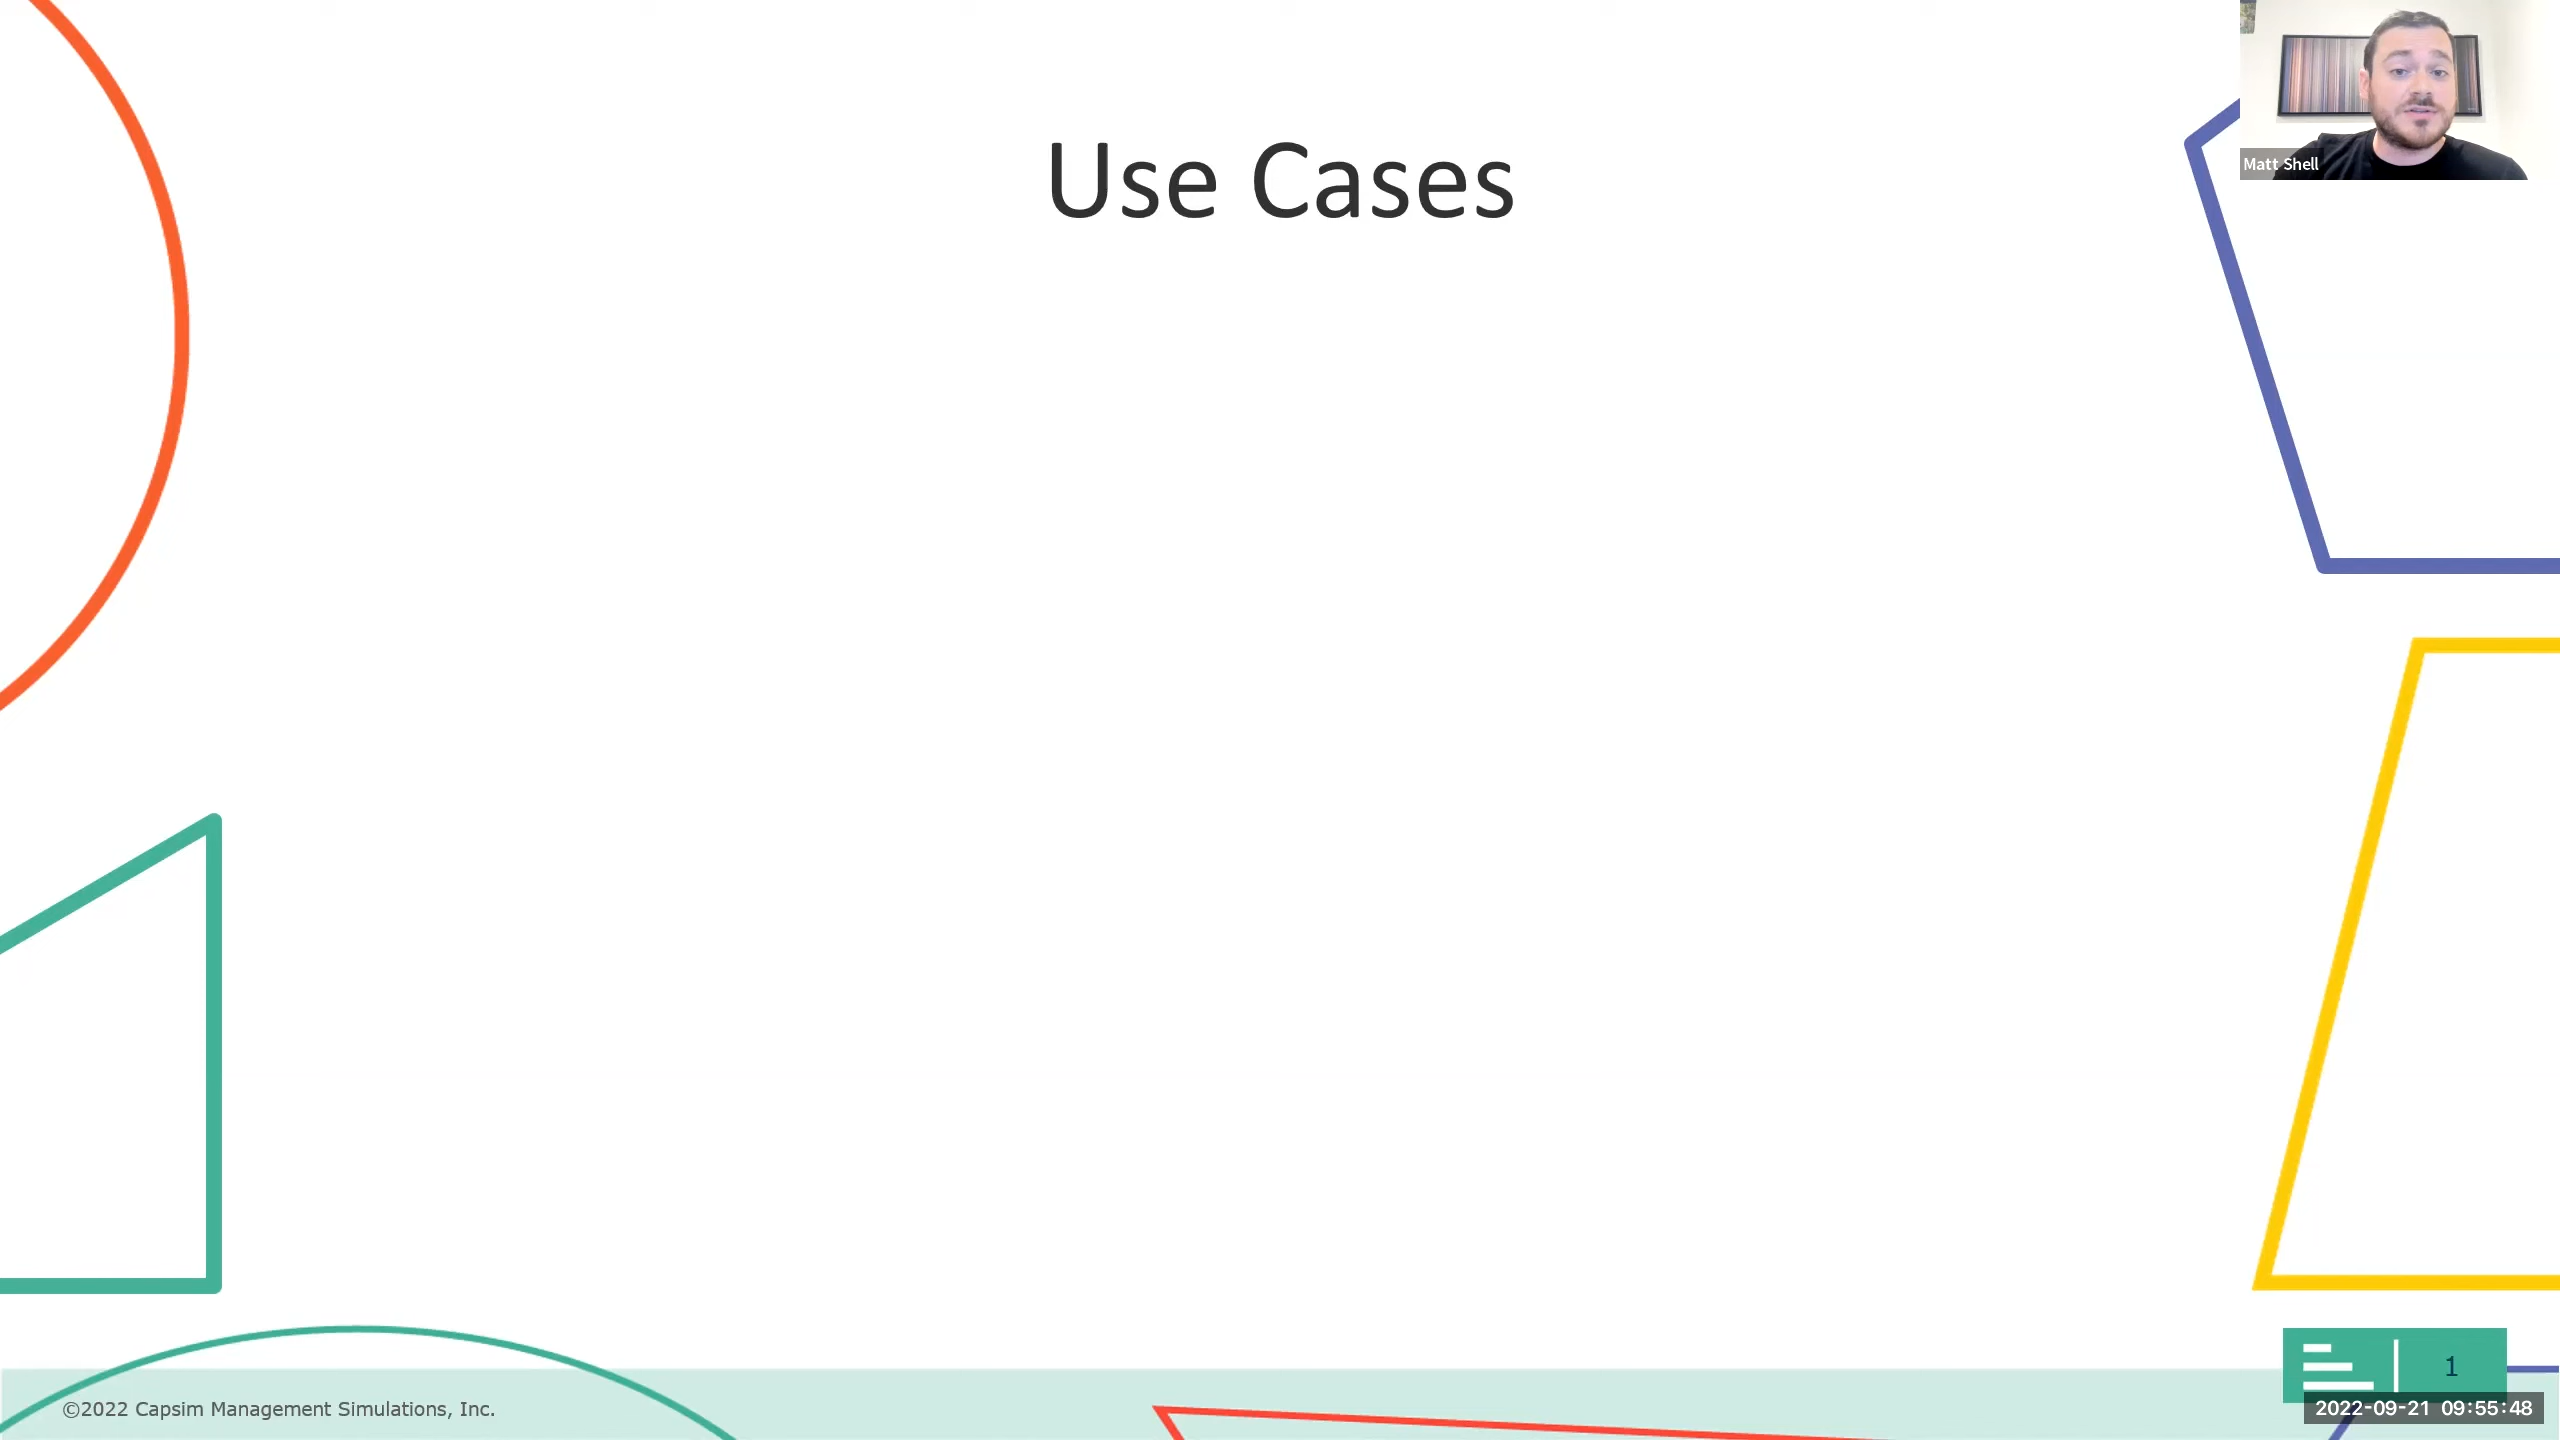 Use Cases
Matt Shell
1
©2022 Capsim Management Simulations, Inc.
2022-09-21 09:55:48